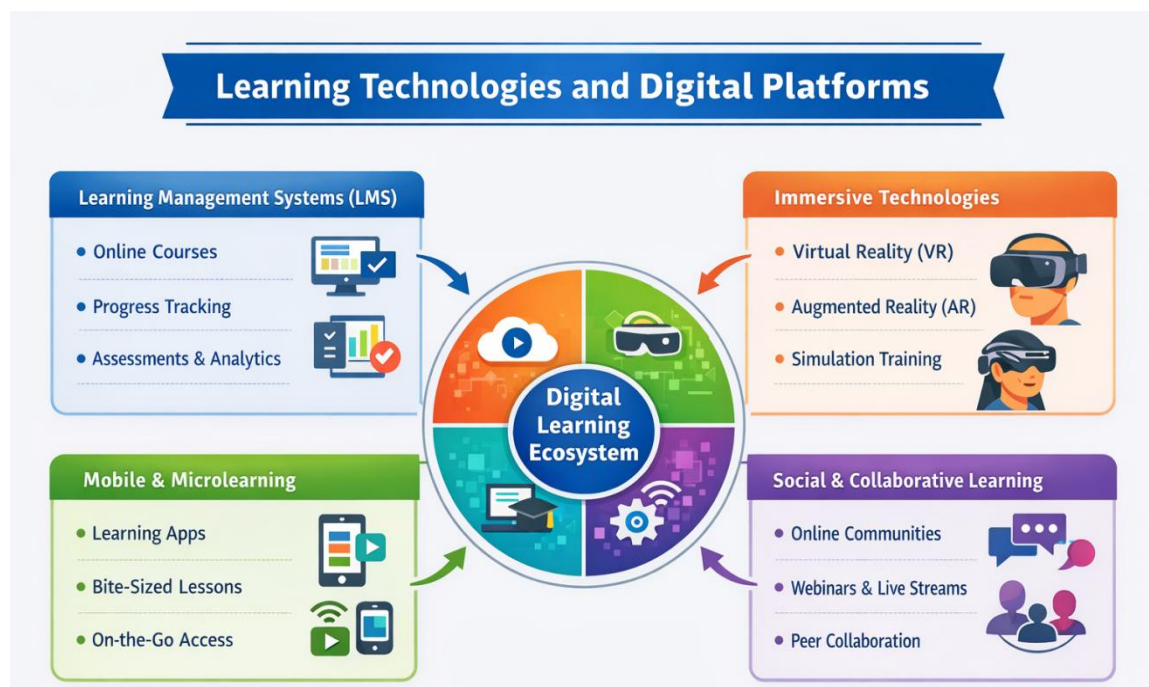 Learning Technologies and Digital Platforms
Learning Management Systems (LMS)
• Online Courses
• Progress Tracking
• Assessments & Analytics
Immersive Technologies
• Virtual Reality (VR)
• Augmented Reality (AR)
• Simulation Training
Digital
Learning
Ecosystem
Mobile & Microlearning
• Learning Apps
• Bite-Sized Lessons
• On-the-Go Access
Social & Collaborative Learning
• Online Communities
• Webinars & Live Streams
• Peer Collaboration